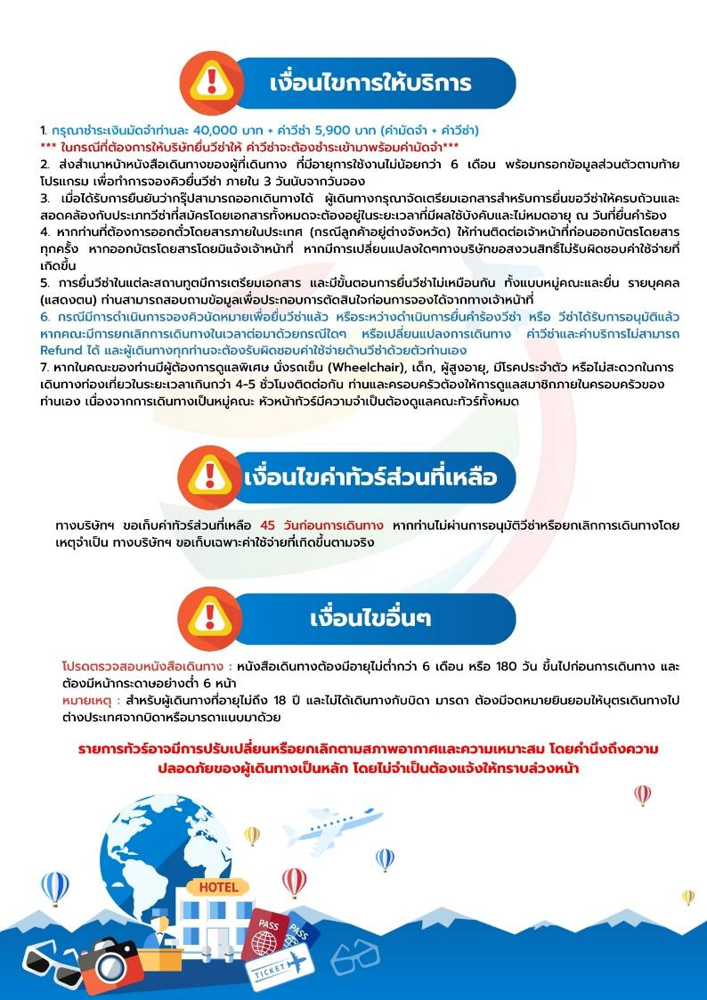 เงื่อนไขการให้บริการ
1. กรุณาชำระเงินมัดจำท่านละ 40,000 บาท + ค่าวีซ่า 5,900 บาท (ค่ามัดจำ + ค่าวีซ่า)
*** ในกรณีที่ต้องการให้บริษัทยื่นวีซ่าให้ ค่าวีซ่าจะต้องชำระเข้ามาพร้อมค่ามัดจำ***
2. ส่งสำเนาหน้าหนังสือเดินทางของผู้ที่เดินทาง ที่มีอายุการใช้งานไม่น้อยกว่า 6 เดือน พร้อมกรอกข้อมูลส่วนตัวตามท้าย
โปรแกรม เพื่อทำการจองคิวยื่นวีซ่า ภายใน 3 วันนับจากวันจอง
3. เมื่อได้รับการยืนยันว่ากรุ๊ปสามารถออกเดินทางได้ ผู้เดินทางกรุณาจัดเตรียมเอกสารสำหรับการยื่นขอวีซ่าให้ครบถ้วนและ
สอดคล้องกับประเภทวีซ่าที่สมัครโดยเอกสารทั้งหมดจะต้องอยู่ในระยะเวลาที่มีผลใช้บังคับและไม่หมดอายุ ณ วันที่ยื่นคำร้อง
4. หากท่านที่ต้องการออกตั๋วโดยสารภายในประเทศ (กรณีลูกค้าอยู่ต่างจังหวัด) ให้ท่านติดต่อเจ้าหน้าที่ก่อนออกบัตรโดยสาร
ทุกครั้ง หากออกบัตรโดยสารโดยมิแจ้งเจ้าหน้าที่ หากมีการเปลี่ยนแปลงใดๆทางบริษัทขอสงวนสิทธิ์ไม่รับผิดชอบค่าใช้จ่ายที่
เกิดขึ้น
5. การยื่นวีซ่าในแต่ละสถานทูตมีการเตรียมเอกสาร และมีขั้นตอนการยื่นวีซ่าไม่เหมือนกัน ทั้งแบบหมู่คณะและยื่น รายบุคคล
(แสดงตน) ท่านสามารถสอบถามข้อมูลเพื่อประกอบการตัดสินใจก่อนการจองได้จากทางเจ้าหน้าที่
6. กรณีมีการดำเนินการจองคิวนัดหมายเพื่อยื่นวีซ่าแล้ว หรือระหว่างดำเนินการยื่นคำร้องวีซ่า หรือ วีซ่าได้รับการอนุมัติแล้ว
หากคณะมีการยกเลิกการเดินทางในเวลาต่อมาด้วยกรณีใดๆ หรือเปลี่ยนแปลงการเดินทาง ค่าวีซ่าและค่าบริการไม่สามารถ
Refund ได้ และผู้เดินทางทุกท่านจะต้องรับผิดชอบค่าใช้จ่ายด้านวีซ่าด้วยตัวท่านเอง
7. หากในคณะของท่านมีผู้ต้องการดูแลพิเศษ นั่งรถเข็น (Wheelchair), เด็ก, ผู้สูงอายุ, มีโรคประจำตัว หรือไม่สะดวกในการ
เดินทางท่องเที่ยวในระยะเวลาเกินกว่า 4-5 ชั่วโมงติดต่อกัน ท่านและครอบครัวต้องให้การดูแลสมาชิกภายในครอบครัวของ
ท่านเอง เนื่องจากการเดินทางเป็นหมู่คณะ หัวหน้าทัวร์มีความจำเป็นต้องดูแลคณะทัวร์ทั้งหมด
เงื่อนไขค่าทัวร์ส่วนที่เหลือ
ทางบริษัทฯ ขอเก็บค่าทัวร์ส่วนที่เหลือ 45 วันก่อนการเดินทาง หากท่านไม่ผ่านการอนุมัติวีซ่าหรือยกเลิกการเดินทางโดย
เหตุจำเป็น ทางบริษัทฯ ขอเก็บเฉพาะค่าใช้จ่ายที่เกิดขึ้นตามจริง
เงื่อนไขอื่นๆ
โปรดตรวจสอบหนังสือเดินทาง : หนังสือเดินทางต้องมีอายุไม่ต่ำกว่า 6 เดือน หรือ 180 วัน ขึ้นไปก่อนการเดินทาง และ
ต้องมีหน้ากระดาษอย่างต่ำ 6 หน้า
หมายเหตุ : สำหรับผู้เดินทางที่อายุไม่ถึง 18 ปี และไม่ได้เดินทางกับบิดา มารดา ต้องมีจดหมายยินยอมให้บุตรเดินทางไป
ต่างประเทศจากบิดาหรือมารดาแนบมาด้วย
รายการทัวร์อาจมีการปรับเปลี่ยนหรือยกเลิกตามสภาพอากาศและความเหมาะสม โดยคำนึงถึงความ
ปลอดภัยของผู้เดินทางเป็นหลัก โดยไม่จำเป็นต้องแจ้งให้ทราบล่วงหน้า
HOTEL
PASS
PASS
TICKET